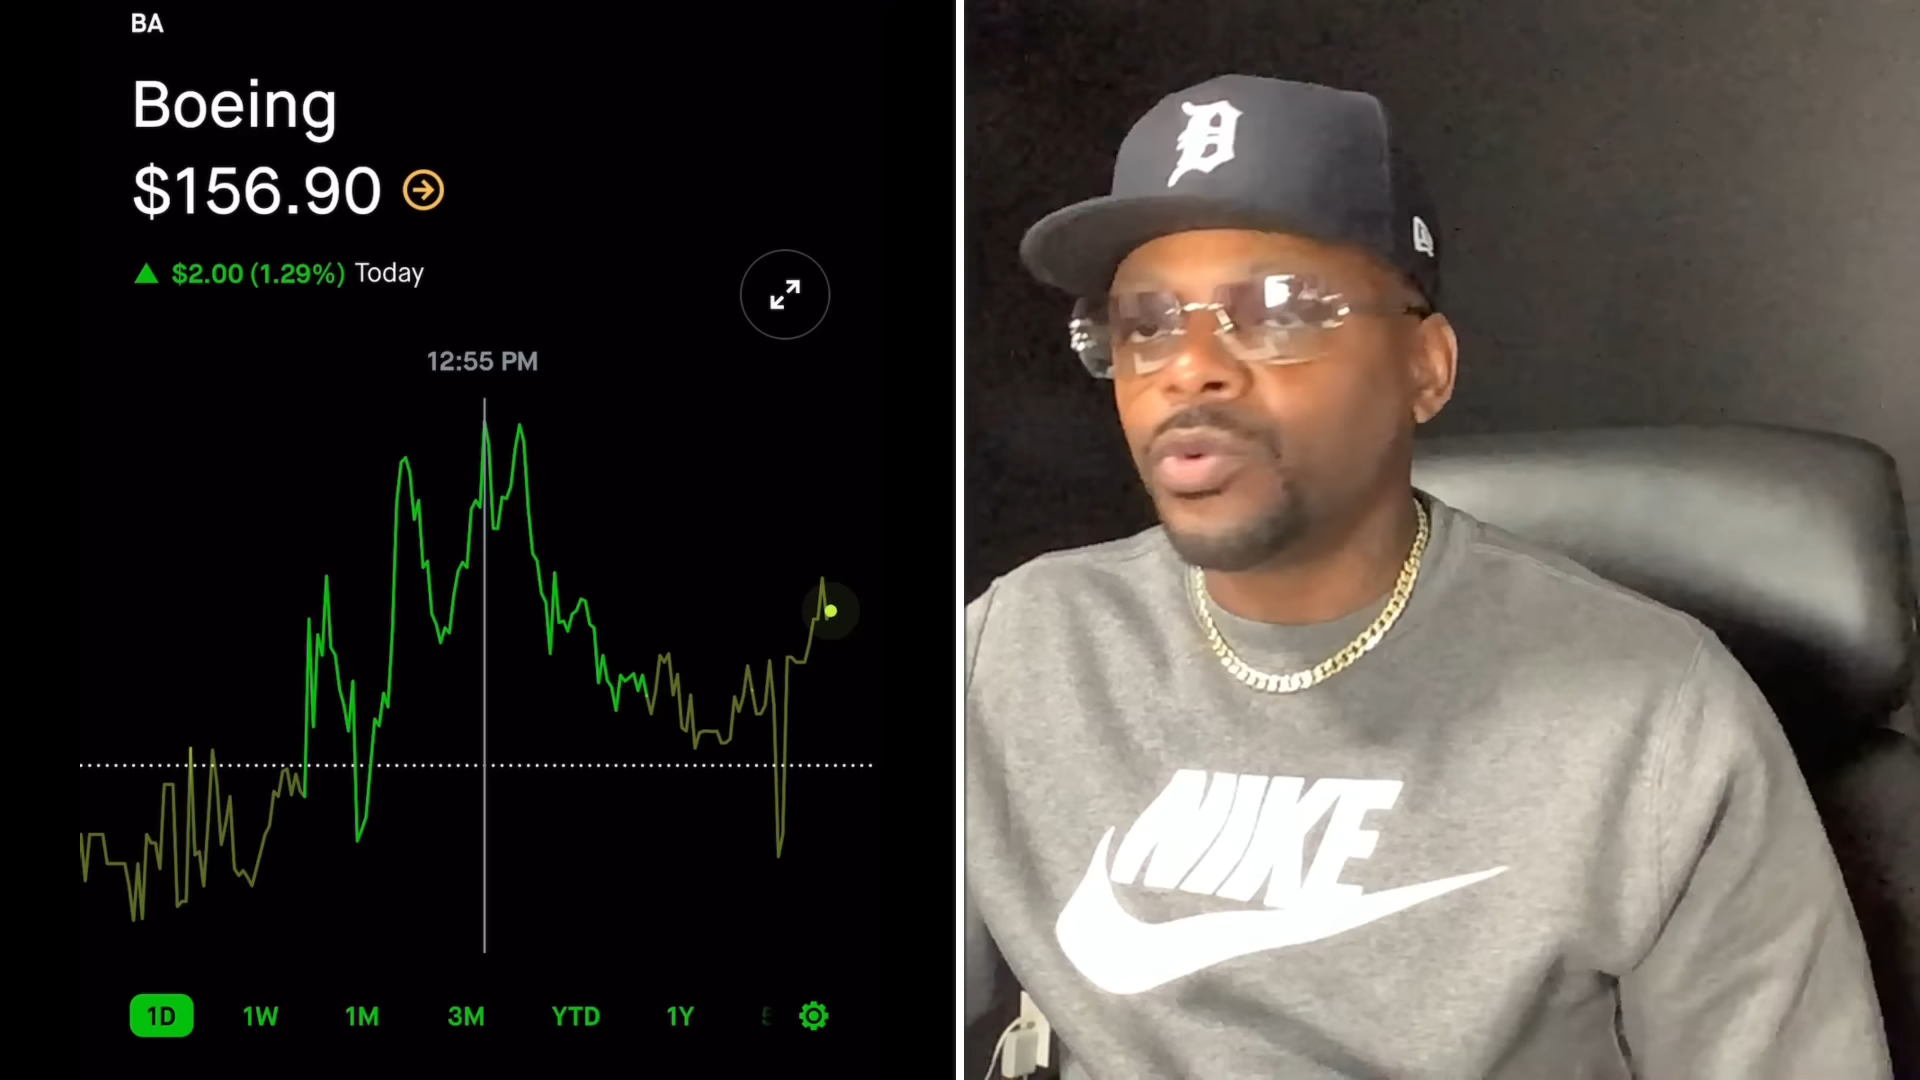 BA
Boeing
$156.90
$2.00 (1.29%) Today
12:55 PM
1D 1W 1M 3M YTD 1Y
D
NIKE